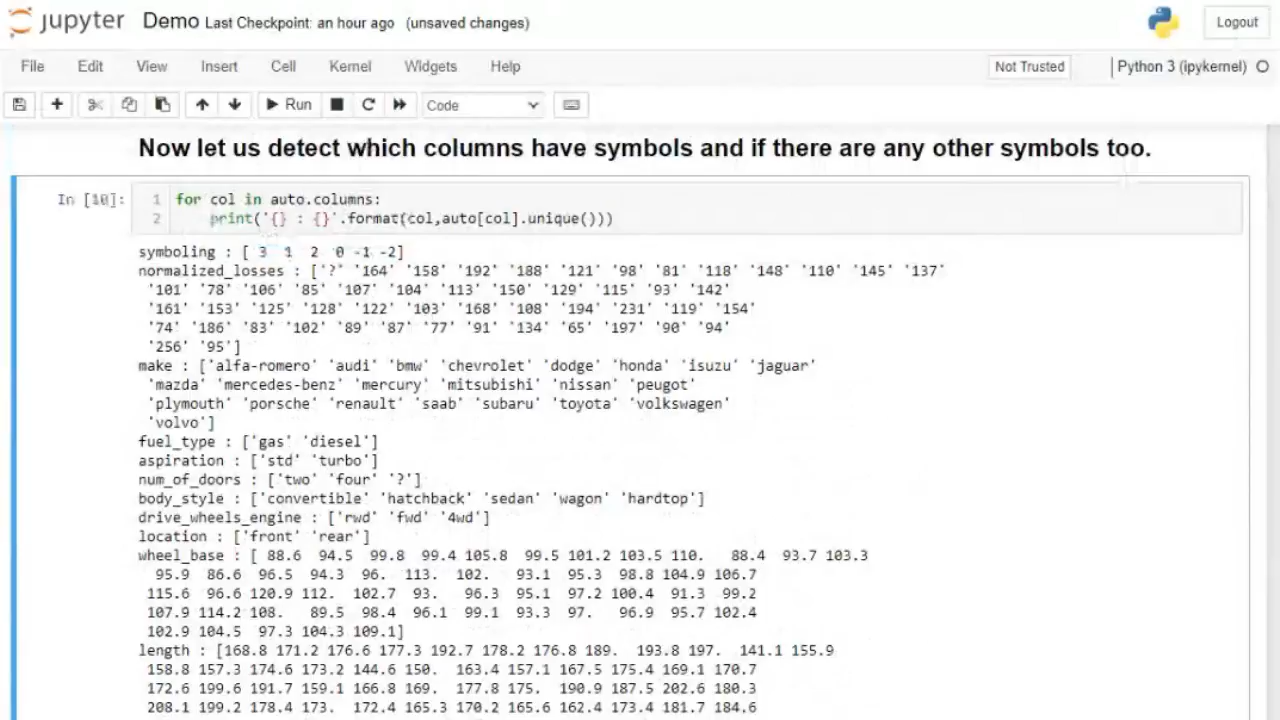 jupyter Demo Last Checkpoint: an hour ago (unsaved changes) Logout
File Edit View Insert Cell Kernel Widgets Help Not Trusted Python 3 (ipykernel)
Run Code
Now let us detect which columns have symbols and if there are any other symbols too.
In [10]: 1 for col in auto.columns:
2 print('{} : {}'.format(col,auto[col].unique()))
symboling : [ 3 1 2 0 -1 -2]
normalized_losses : ['?' '164' '158' '192' '188' '121' '98' '81' '118' '148' '110' '145' '137'
'101' '78' '106' '85' '107' '104' '113' '150' '129' '115' '93' '142'
'161' '153' '125' '128' '122' '103' '168' '108' '194' '231' '119' '154'
'74' '186' '83' '102' '89' '87' '77' '91' '134' '65' '197' '90' '94'
'256' '95']
make : ['alfa-romero' 'audi' 'bmw' 'chevrolet' 'dodge' 'honda' 'isuzu' 'jaguar'
'mazda' 'mercedes-benz' 'mercury' 'mitsubishi' 'nissan' 'peugot'
'plymouth' 'porsche' 'renault' 'saab' 'subaru' 'toyota' 'volkswagen'
'volvo']
fuel_type : ['gas' 'diesel']
aspiration : ['std' 'turbo']
num_of_doors : ['two' 'four' '?']
body_style : ['convertible' 'hatchback' 'sedan' 'wagon' 'hardtop']
drive_wheels_engine : ['rwd' 'fwd' '4wd']
location : ['front' 'rear']
wheel_base : [ 88.6 94.5 99.8 99.4 105.8 99.5 101.2 103.5 110. 88.4 93.7 103.3
95.9 86.6 96.5 94.3 96. 113. 102. 93.1 95.3 98.8 104.9 106.7
115.6 96.6 120.9 112. 102.7 93. 96.3 95.1 97.2 100.4 91.3 99.2
107.9 114.2 108. 89.5 98.4 96.1 99.1 93.3 97. 96.9 95.7 102.4
102.9 104.5 97.3 104.3 109.1]
length : [168.8 171.2 176.6 177.3 192.7 178.2 176.8 189. 193.8 197. 141.1 155.9
158.8 157.3 174.6 173.2 144.6 150. 163.4 157.1 167.5 175.4 169.1 170.7
172.6 199.6 191.7 159.1 166.8 169. 177.8 175. 190.9 187.5 202.6 180.3
208.1 199.2 178.4 173. 172.4 165.3 170.2 165.6 162.4 173.4 181.7 184.6